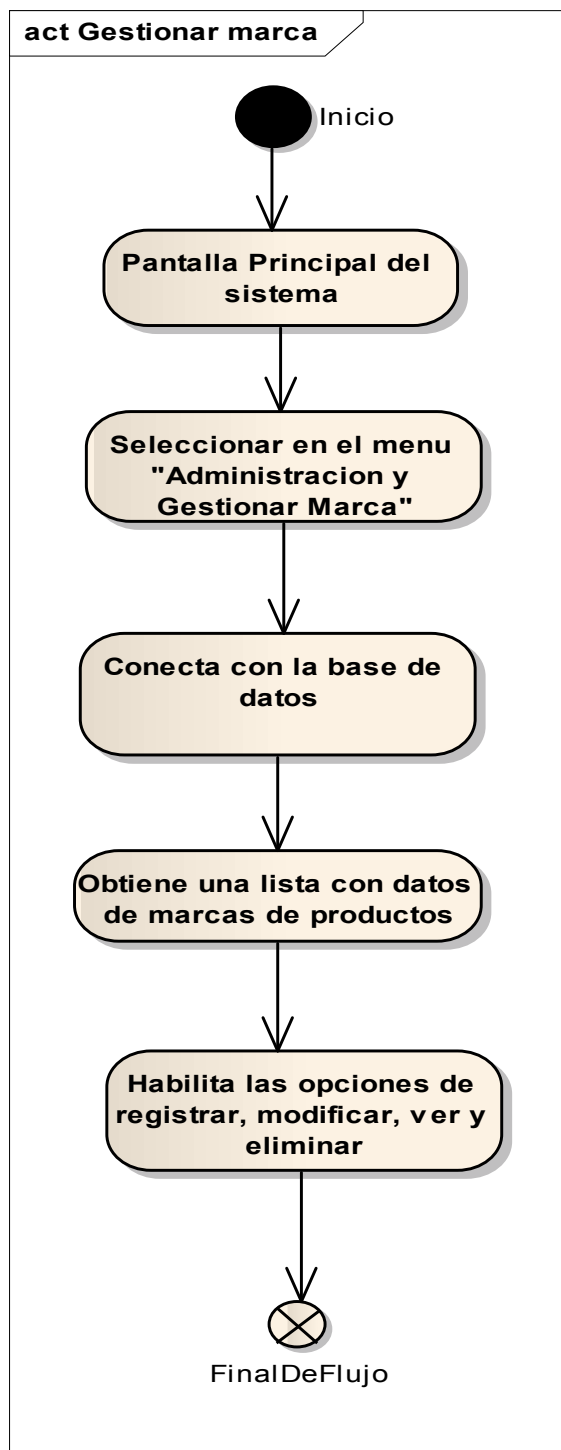 act Gestionar marca
Inicio
Pantalla Principal del
sistema
Seleccionar en el menu
"Administracion y
Gestionar Marca"
Conecta con la base de
datos
Obtiene una lista con datos
de marcas de productos
Habilita las opciones de
registrar, modificar, ver y
eliminar
FinalDeFlujo